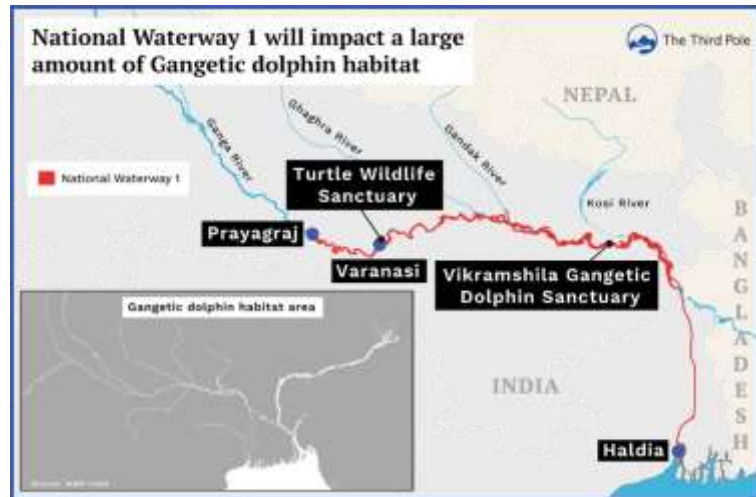 National Waterway 1 will impact a large
amount of Gangetic dolphin habitat
The Third Pole
NEPAL
Ganga River
Ghaghra River
Gandak River
Kosi River
National Waterway 1
Turtle Wildlife
Sanctuary
Prayagraj
Varanasi
Vikramshila Gangetic
Dolphin Sanctuary
BANGLADESH
Gangetic dolphin habitat area
INDIA
Haldia